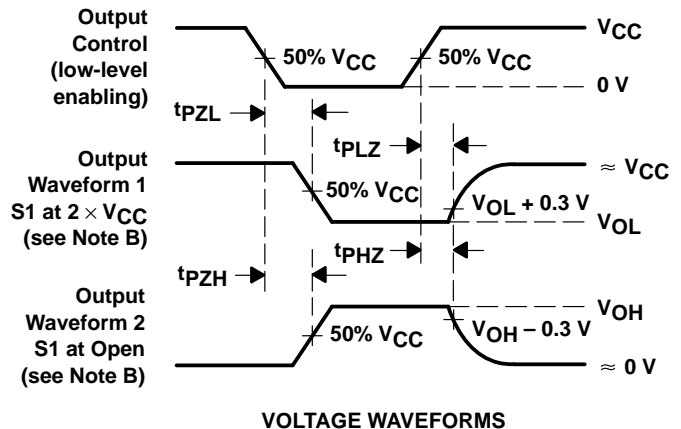 Output
Control
(low-level
enabling)
50% VCC
50% VCC
VCC
0 V
tPZL
tPLZ
Output
Waveform 1
S1 at 2 × VCC
(see Note B)
50% VCC
VOL + 0.3 V
≈ VCC
VOL
tPZH
tPHZ
Output
Waveform 2
S1 at Open
(see Note B)
50% VCC
VOH − 0.3 V
VOH
≈ 0 V
VOLTAGE WAVEFORMS